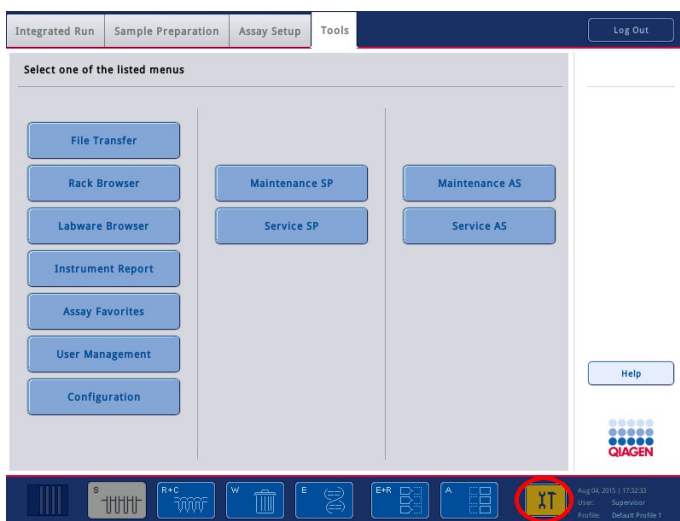 Integrated Run
Sample Preparation
Assay Setup
Tools
Log Out
Select one of the listed menus
File Transfer
Rack Browser
Maintenance SP
Maintenance AS
Labware Browser
Service SP
Service AS
Instrument Report
Assay Favorites
User Management
Configuration
Help
QIAGEN
S
R+C
W
E
E+R
A
Aug 04, 2015 | 17:32:33
User: Supervisor
Profile: Default Profile 1